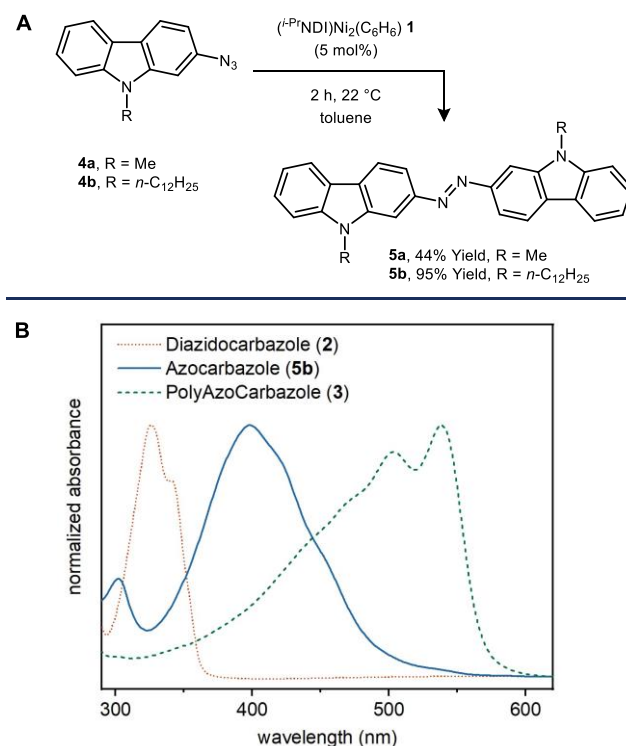 A
(i-PrNDI)Ni2(C6H6) 1
(5 mol%)
2 h, 22 °C
toluene
N3
N
R
4a, R = Me
4b, R = n-C12H25
R
N
N
N
N
R
5a, 44% Yield, R = Me
5b, 95% Yield, R = n-C12H25
B
Diazidocarbazole (2)
Azocarbazole (5b)
PolyAzoCarbazole (3)
normalized absorbance
300 400 500 600
wavelength (nm)